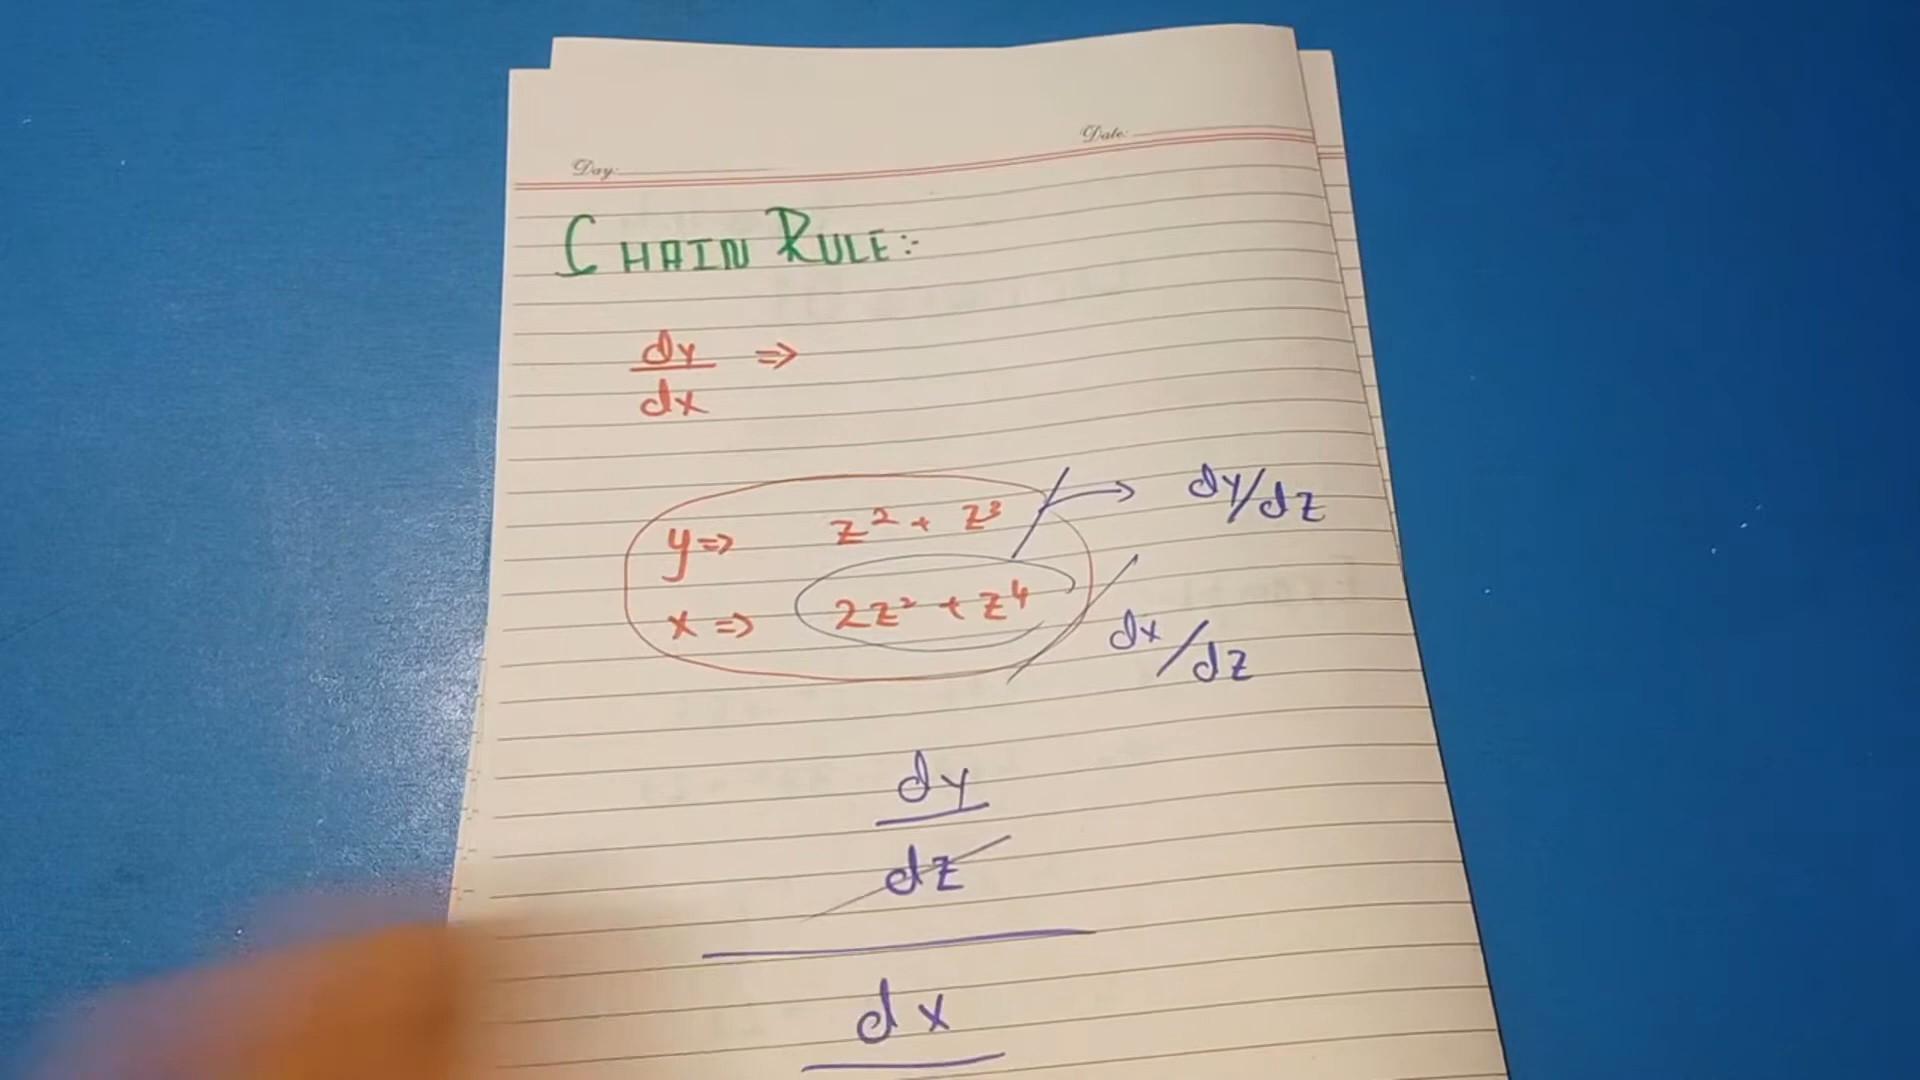 Day:
Date:
CHAIN RULE:-
dy
dx ⇒
y ⇒ z² + z³
x ⇒ 2z² + z⁴
dy/dz
dx/dz
dy
dz
dx